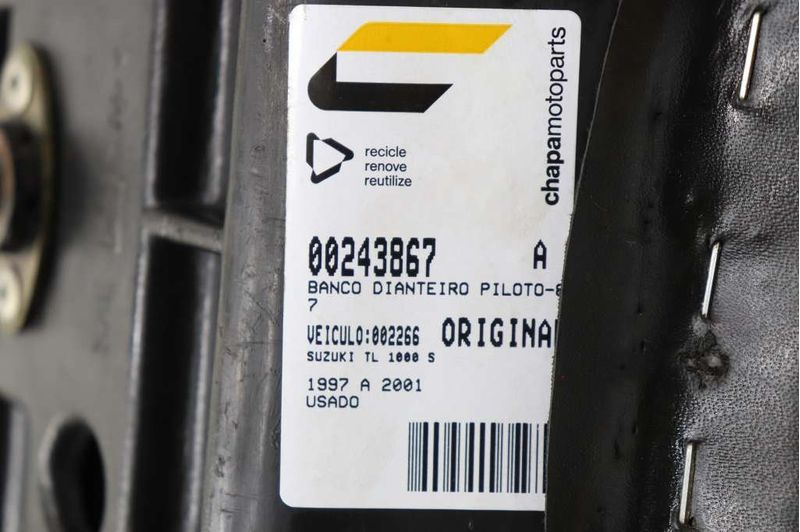 chapamotoparts
recicle
renove
reutilize
00243867 A
BANCO DIANTEIRO PILOTO-
7
VEICULO:002266 ORIGINA
SUZUKI TL 1000 S
1997 A 2001
USADO